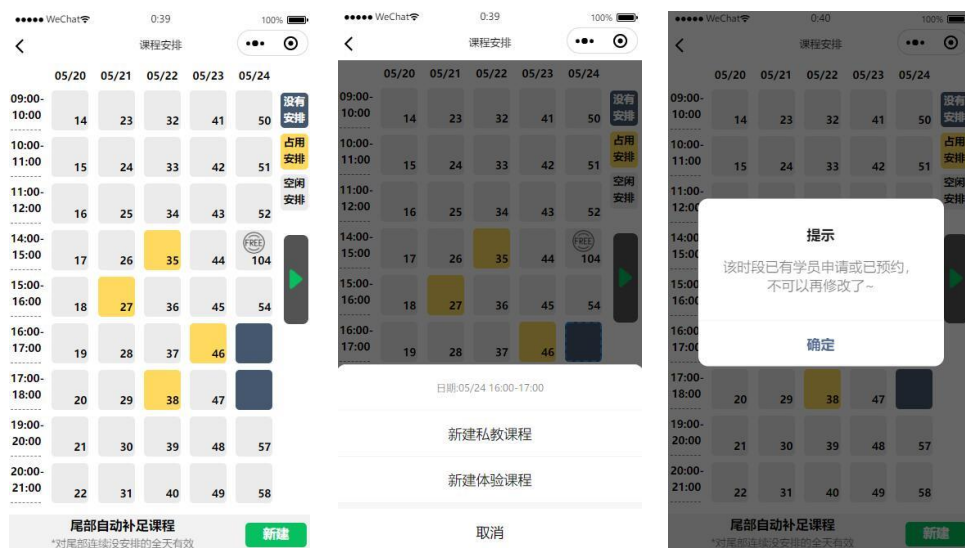 WeChat 0:39 100%
课程安排
05/20 05/21 05/22 05/23 05/24
09:00-
10:00 14 23 32 41 50
没有
安排
10:00-
11:00 15 24 33 42 51
占用
安排
11:00-
12:00 16 25 34 43 52
空闲
安排
14:00-
15:00 17 26 35 44 FREE 104
15:00-
16:00 18 27 36 45 54
16:00-
17:00 19 28 37 46
17:00-
18:00 20 29 38 47
19:00-
20:00 21 30 39 48 57
20:00-
21:00 22 31 40 49 58
尾部自动补足课程
*对尾部连续没安排的全天有效
新建
WeChat 0:39 100%
课程安排
05/20 05/21 05/22 05/23 05/24
09:00-
10:00 14 23 32 41 50
没有
安排
10:00-
11:00 15 24 33 42 51
占用
安排
11:00-
12:00 16 25 34 43 52
空闲
安排
14:00-
15:00 17 26 35 44 FREE 104
15:00-
16:00 18 27 36 45 54
16:00-
17:00 19 28 37 46
日期:05/24 16:00-17:00
新建私教课程
新建体验课程
取消
WeChat 0:40 100%
课程安排
05/20 05/21 05/22 05/23 05/24
09:00-
10:00 14 23 32 41 50
没有
安排
10:00-
11:00 15 24 33 42 51
占用
安排
11:00-
12:00
空闲
安排
14:00
15:00
15:00
16:00
16:00
17:00
提示
该时段已有学员申请或已预约，
不可以再修改了~
确定
17:00-
18:00 20 29 38 47
19:00-
20:00 21 30 39 48 57
20:00-
21:00 22 31 40 49 58
尾部自动补足课程
*对尾部连续没安排的全天有效
新建